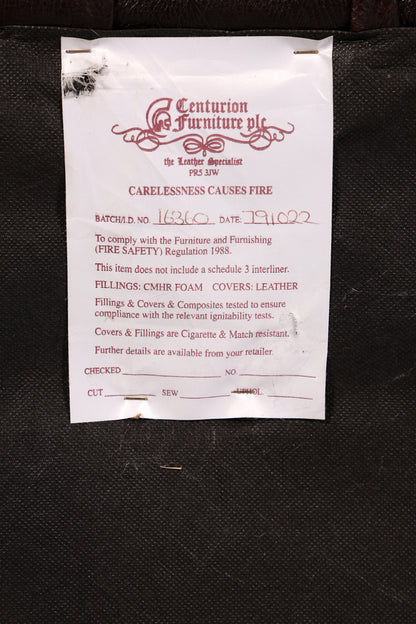 Centurion
Furniture plc
the Leather Specialist
PR5 3JW
CARELESSNESS CAUSES FIRE
BATCH/I.D. NO. 16360 DATE: 791022
To comply with the Furniture and Furnishing
(FIRE SAFETY) Regulation 1988.
This item does not include a schedule 3 interliner.
FILLINGS: CMHR FOAM COVERS: LEATHER
Fillings & Covers & Composites tested to ensure
compliance with the relevant ignitability tests.
Covers & Fillings are Cigarette & Match resistant.
Further details are available from your retailer.
CHECKED NO.
CUT SEW UPHOL.